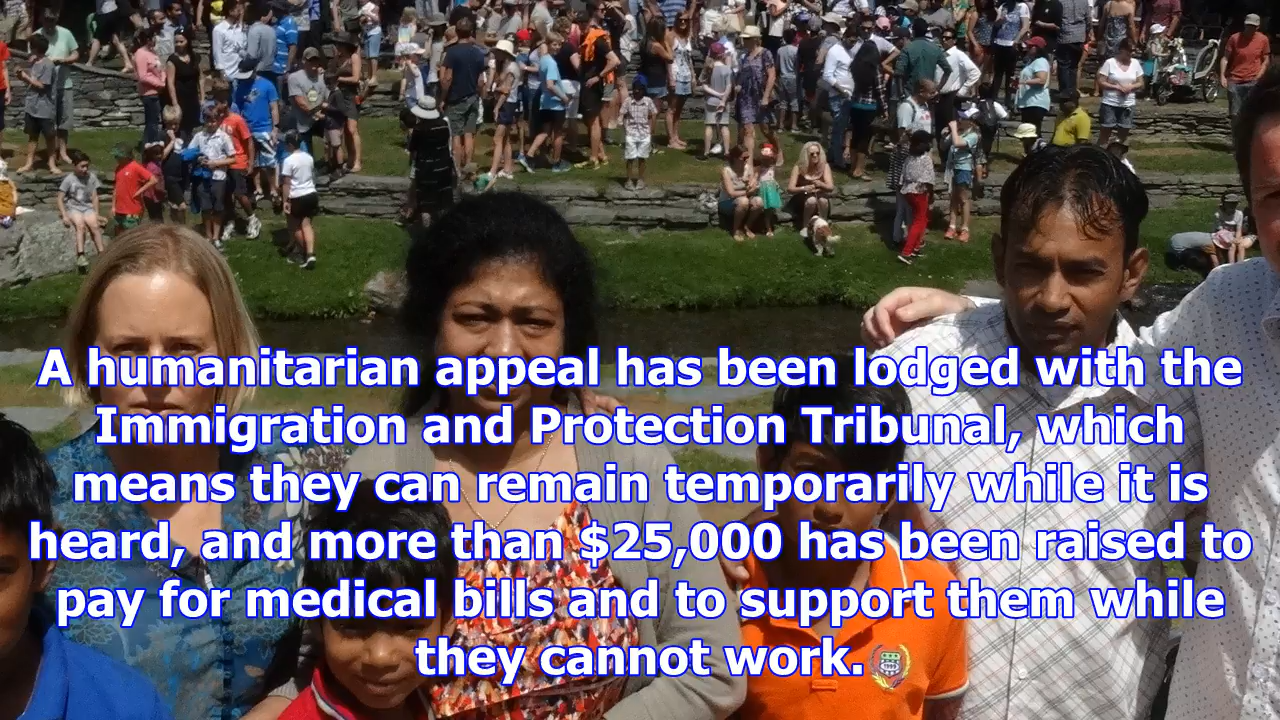 A humanitarian appeal has been lodged with the
Immigration and Protection Tribunal, which
means they can remain temporarily while it is
heard, and more than $25,000 has been raised to
pay for medical bills and to support them while
they cannot work.